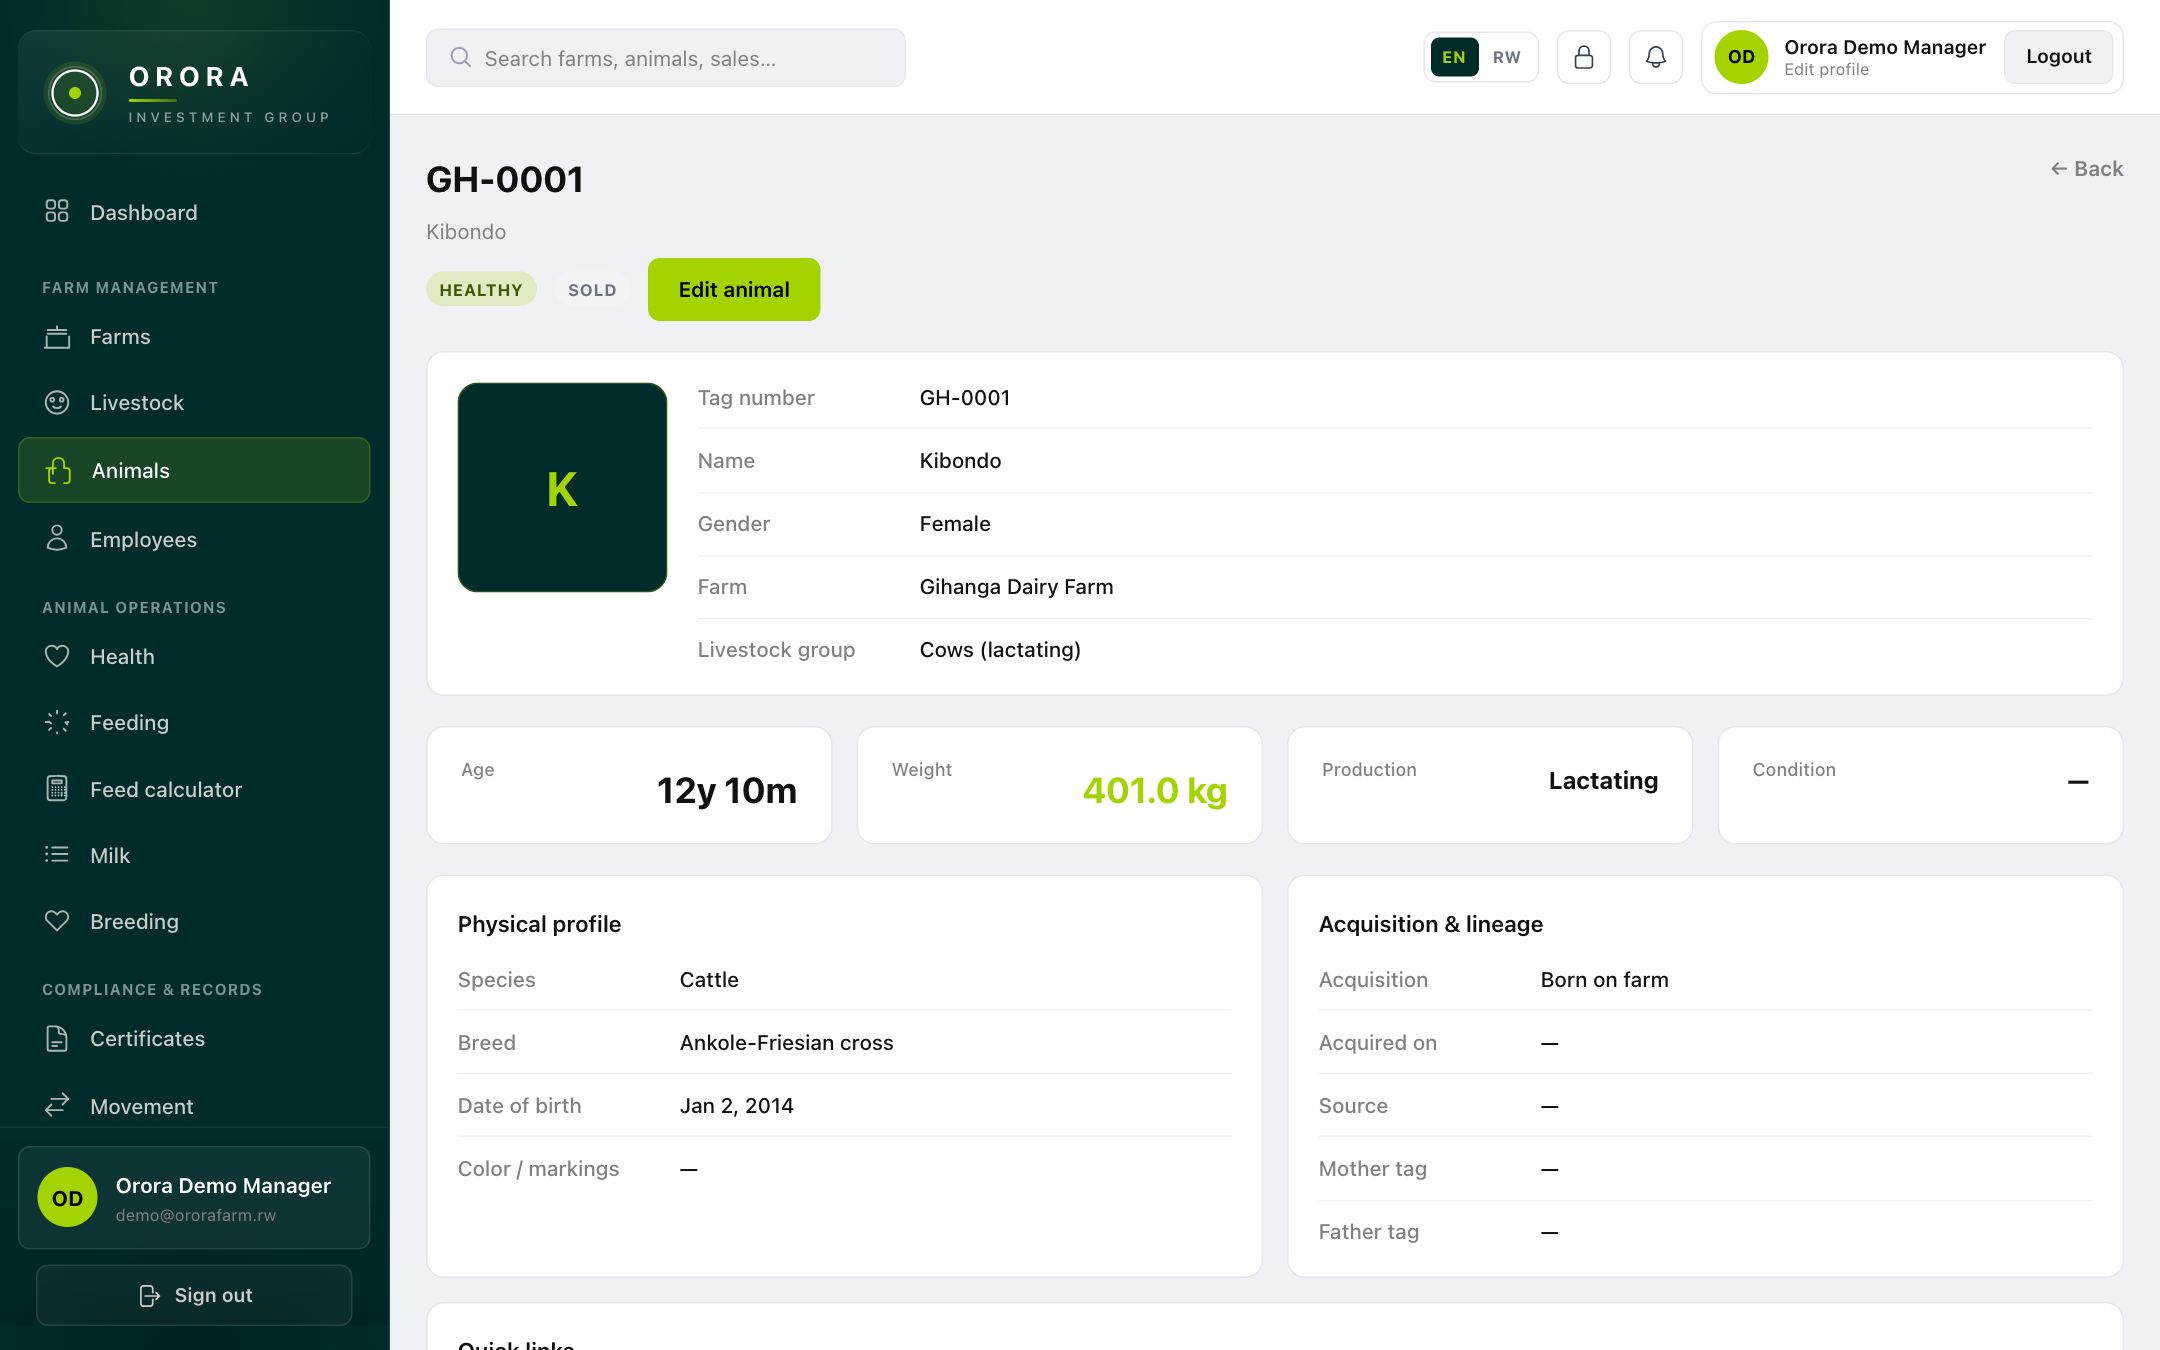 ORORA
INVESTMENT GROUP
Dashboard
FARM MANAGEMENT
Farms
Livestock
Animals
Employees
ANIMAL OPERATIONS
Health
Feeding
Feed calculator
Milk
Breeding
COMPLIANCE & RECORDS
Certificates
Movement
OD
Orora Demo Manager
demo@ororafarm.rw
Sign out
Search farms, animals, sales...
EN RW
OD
Orora Demo Manager
Edit profile
Logout
GH-0001
← Back
Kibondo
HEALTHY SOLD Edit animal
K
Tag number GH-0001
Name Kibondo
Gender Female
Farm Gihanga Dairy Farm
Livestock group Cows (lactating)
Age 12y 10m
Weight 401.0 kg
Production Lactating
Condition —
Physical profile
Species Cattle
Breed Ankole-Friesian cross
Date of birth Jan 2, 2014
Color / markings —
Acquisition & lineage
Acquisition Born on farm
Acquired on —
Source —
Mother tag —
Father tag —
Quick links